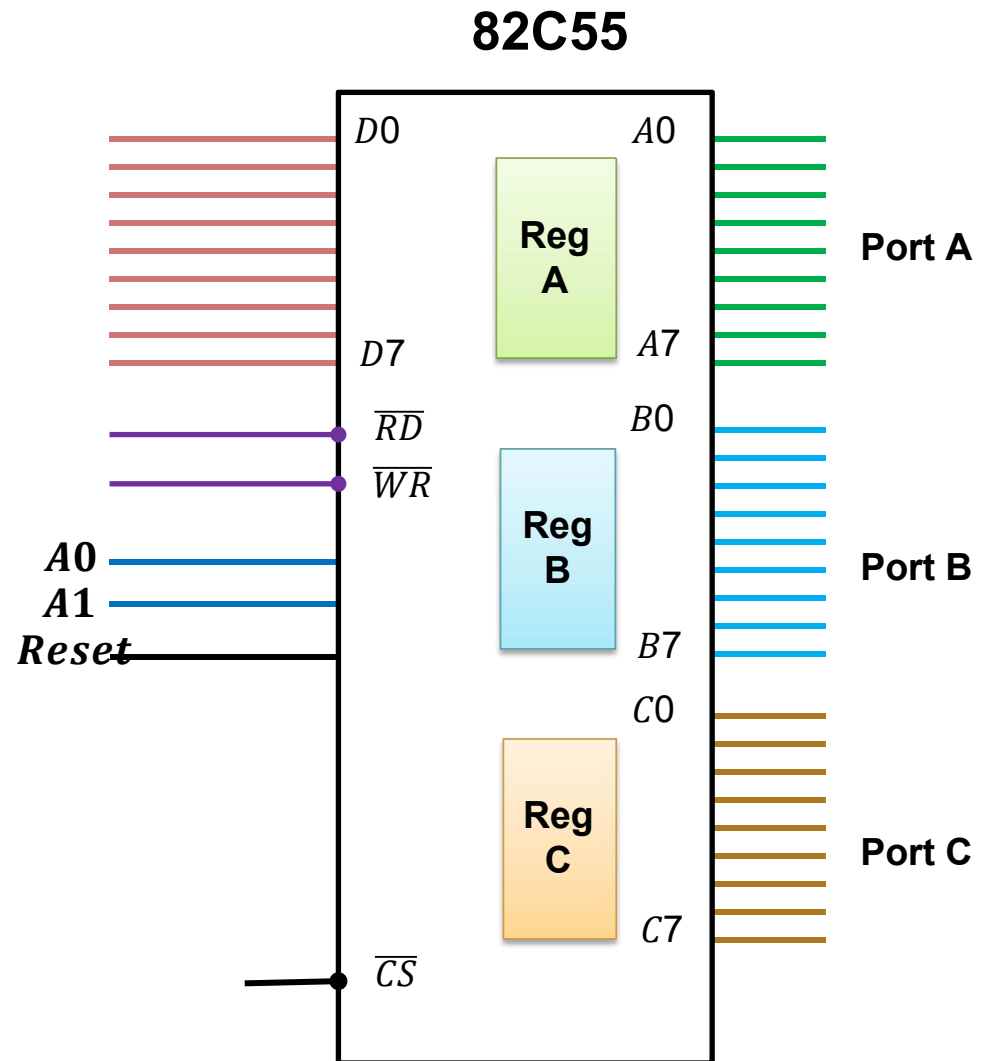 82C55
D0
A0
Reg
A
Port A
D7
A7
B0
RD
WR
Reg
B
Port B
A0
A1
Reset
B7
C0
Reg
C
Port C
C7
CS